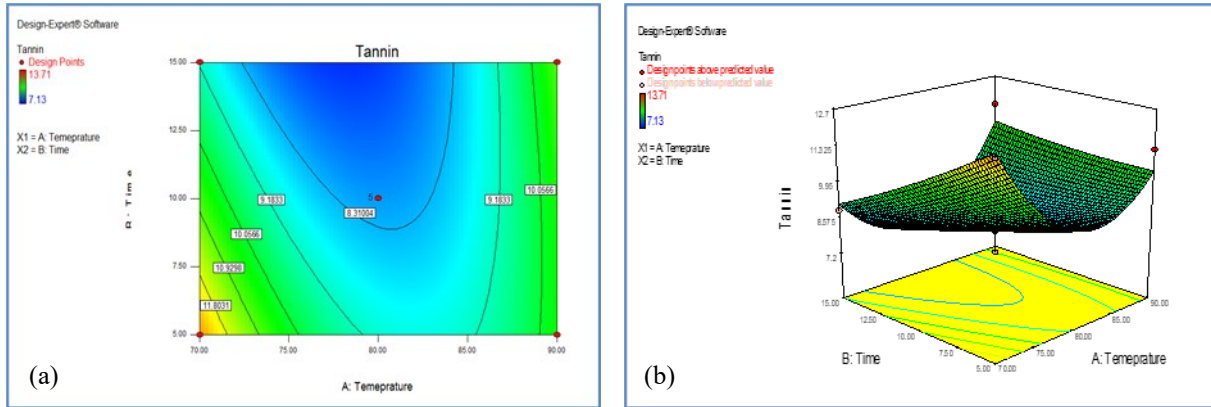 Design-Expert® Software
Tannin
Design Points
13.71
7.13
X1 = A: Temeprature
X2 = B: Time
Tannin
15.00
12.50
10.00
7.50
5.00
70.00
75.00
80.00
85.00
90.00
B: Time
A: Temeprature
5
8.31004
9.1833
9.1833
10.0566
10.0566
10.9298
11.8031
(a)
Design-Expert® Software
Tannin
Design points above predicted value
Design points below predicted value
13.71
7.13
X1 = A: Temeprature
X2 = B: Time
12.7
11.325
9.95
8.575
7.2
Tannin
15.00
12.50
10.00
7.50
5.00
70.00
75.00
80.00
85.00
90.00
B: Time
A: Temeprature
(b)